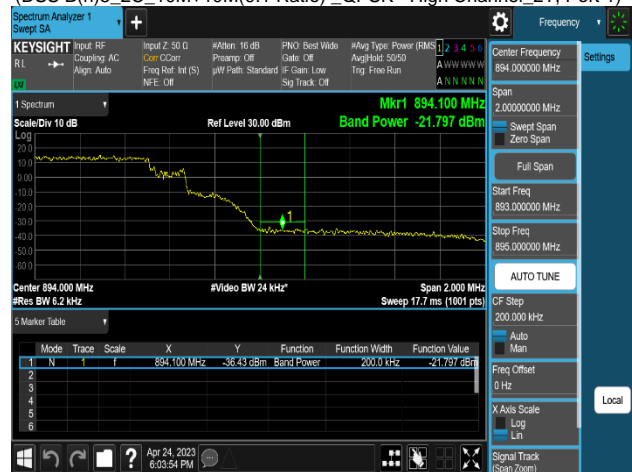 Spectrum Analyzer 1
Swept SA
Frequency
KEYSIGHT
RL
Input: RF
Coupling: AC
Align: Auto
Input Z: 50 Ω
Corr CCorr
Freq Ref: Int (S)
NFE: Off
#Atten: 16 dB
Preamp: Off
µW Path: Standard
PNO: Best Wide
Gate: Off
IF Gain: Low
Sig Track: Off
#Avg Type: Power (RMS
Avg|Hold: 50/50
Trig: Free Run
1 2 3 4 5 6
A W W W W W
A N N N N N
LXI
1 Spectrum
Scale/Div 10 dB
Ref Level 30.00 dBm
Mkr1 894.100 MHz
Band Power -21.797 dBm
Log
20.0
10.0
0.00
-10.0
-20.0
-30.0
-40.0
-50.0
-60.0
1
Center 894.000 MHz
#Res BW 6.2 kHz
#Video BW 24 kHz*
Span 2.000 MHz
Sweep 17.7 ms (1001 pts)
5 Marker Table
Mode Trace Scale X Y Function Function Width Function Value
1 N 1 f 894.100 MHz -36.43 dBm Band Power 200.0 kHz -21.797 dBm
2
3
4
5
6
Apr 24, 2023
6:03:54 PM
Center Frequency
894.000000 MHz
Settings
Span
2.00000000 MHz
Swept Span
Zero Span
Full Span
Start Freq
893.000000 MHz
Stop Freq
895.000000 MHz
AUTO TUNE
CF Step
200.000 kHz
Auto
Man
Freq Offset
0 Hz
X Axis Scale
Log
Lin
Local
Signal Track
(Span Zoom)